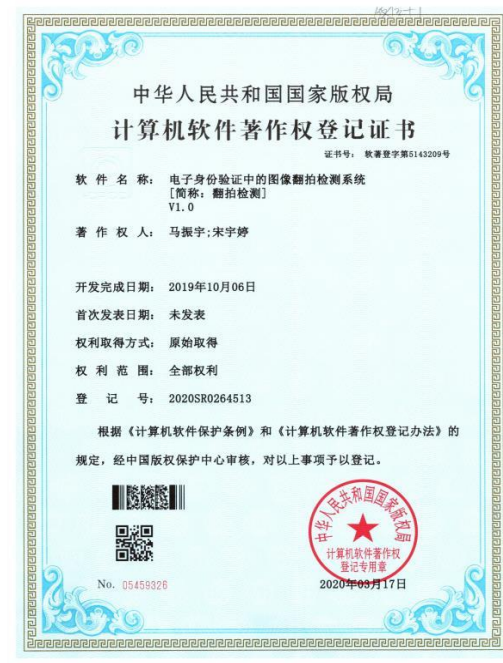 中华人民共和国国家版权局
计算机软件著作权登记证书
证书号： 软著登字第5143209号
软 件 名 称： 电子身份验证中的图像翻拍检测系统
[简称：翻拍检测]
V1.0
著 作 权 人： 马振宇;宋宇婷
开发完成日期： 2019年10月06日
首次发表日期： 未发表
权利取得方式： 原始取得
权 利 范 围： 全部权利
登 记 号： 2020SR0264513
根据《计算机软件保护条例》和《计算机软件著作权登记办法》的
规定，经中国版权保护中心审核，对以上事项予以登记。
中华人民共和国国家版权局
计算机软件著作权
登记专用章
No. 05459326
2020年03月17日